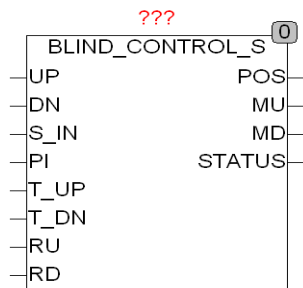 ???
0
BLIND_CONTROL_S
UP POS
DN MU
S_IN MD
PI STATUS
T_UP
T_DN
RU
RD